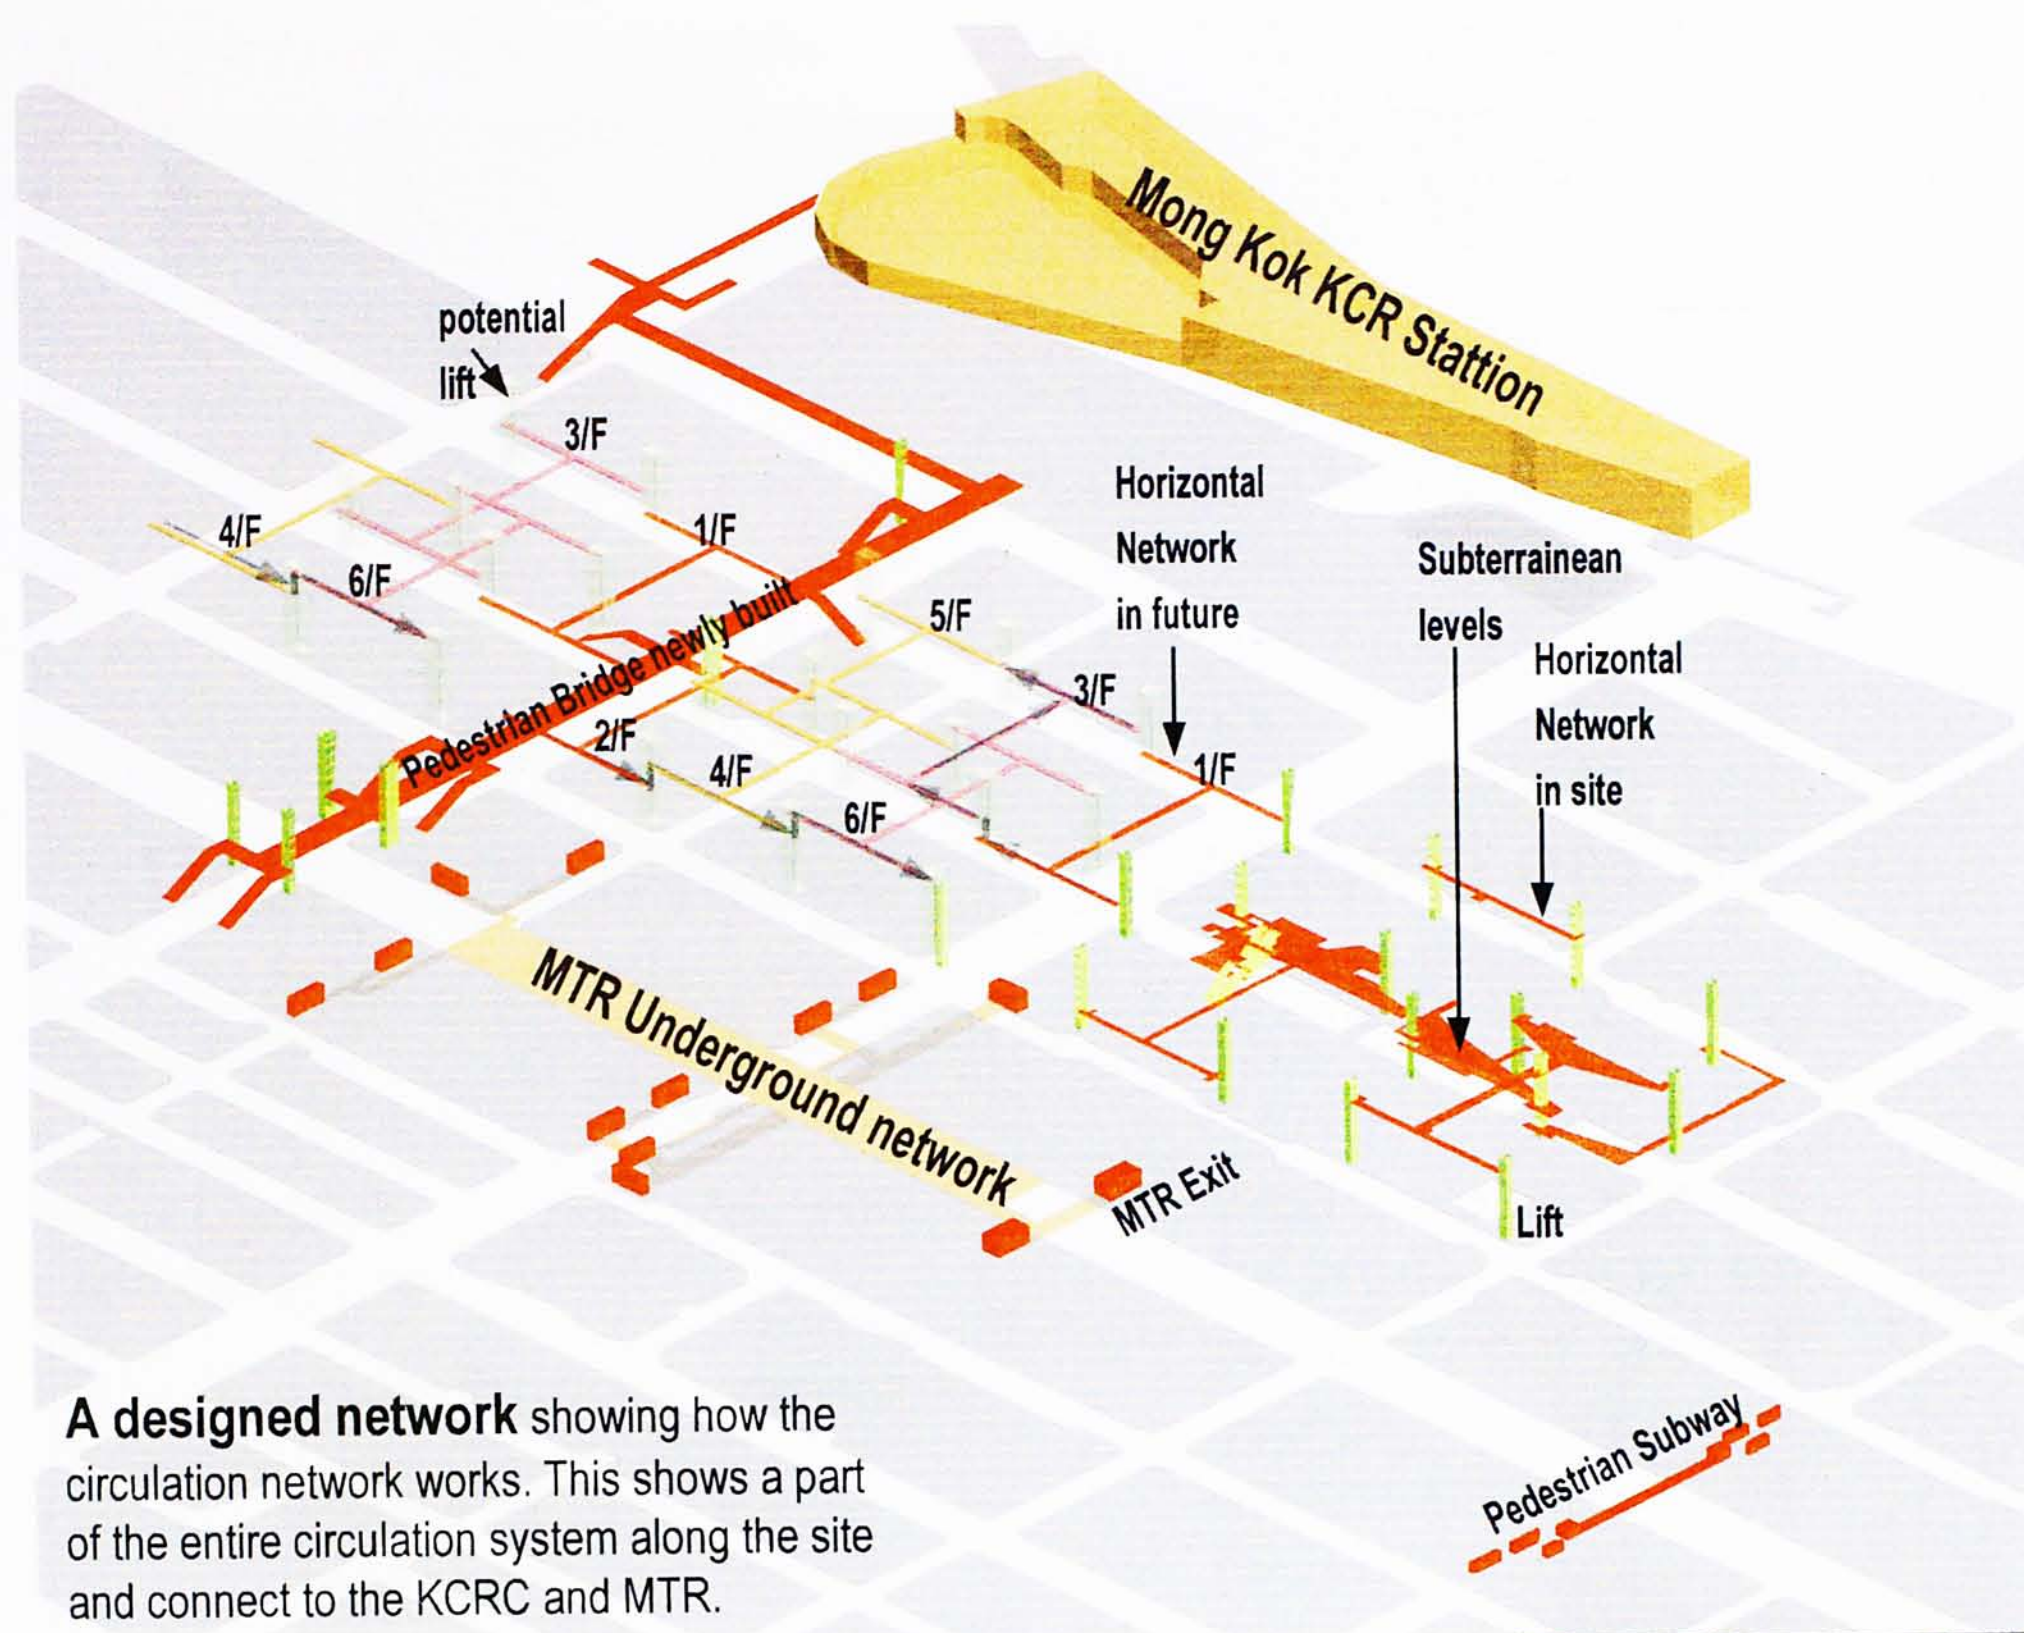 Mong Kok KCR Stattion
potential
lift
3/F
4/F
6/F
1/F
Pedestrian Bridge newly built
5/F
3/F
2/F
4/F
6/F
1/F
Horizontal
Network
in future
Subterrainean
levels
Horizontal
Network
in site
MTR Underground network
MTR Exit
Lift
Pedestrian Subway
A designed network showing how the
circulation network works. This shows a part
of the entire circulation system along the site
and connect to the KCRC and MTR.